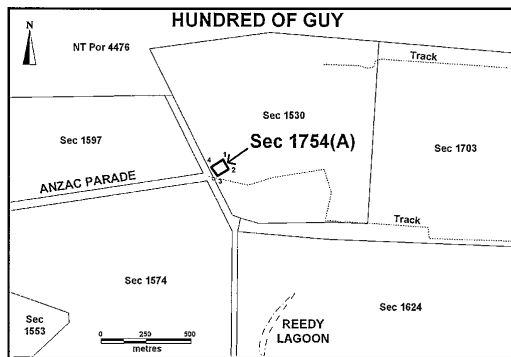 HUNDRED OF GUY
N
NT Por 4476
Track
Sec 1530
Sec 1597
Sec 1754(A)
Sec 1703
1
4
2
3
ANZAC PARADE
Track
Sec 1574
Sec 1624
Sec
1553
0 250 500
metres
REEDY
LAGOON